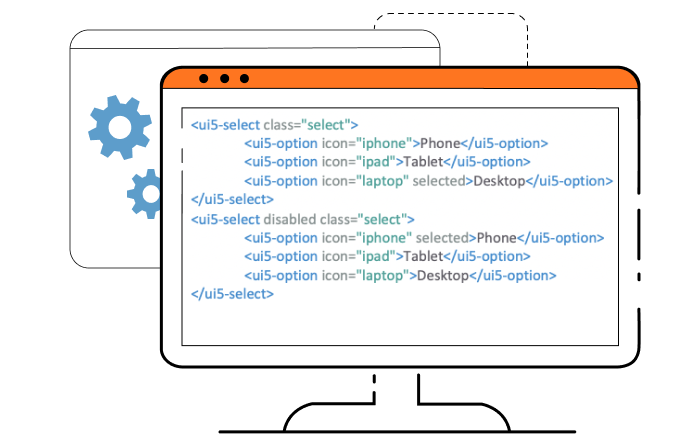 <ui5-select class="select">
<ui5-option icon="iphone">Phone</ui5-option>
<ui5-option icon="ipad">Tablet</ui5-option>
<ui5-option icon="laptop" selected>Desktop</ui5-option>
</ui5-select>
<ui5-select disabled class="select">
<ui5-option icon="iphone" selected>Phone</ui5-option>
<ui5-option icon="ipad">Tablet</ui5-option>
<ui5-option icon="laptop">Desktop</ui5-option>
</ui5-select>